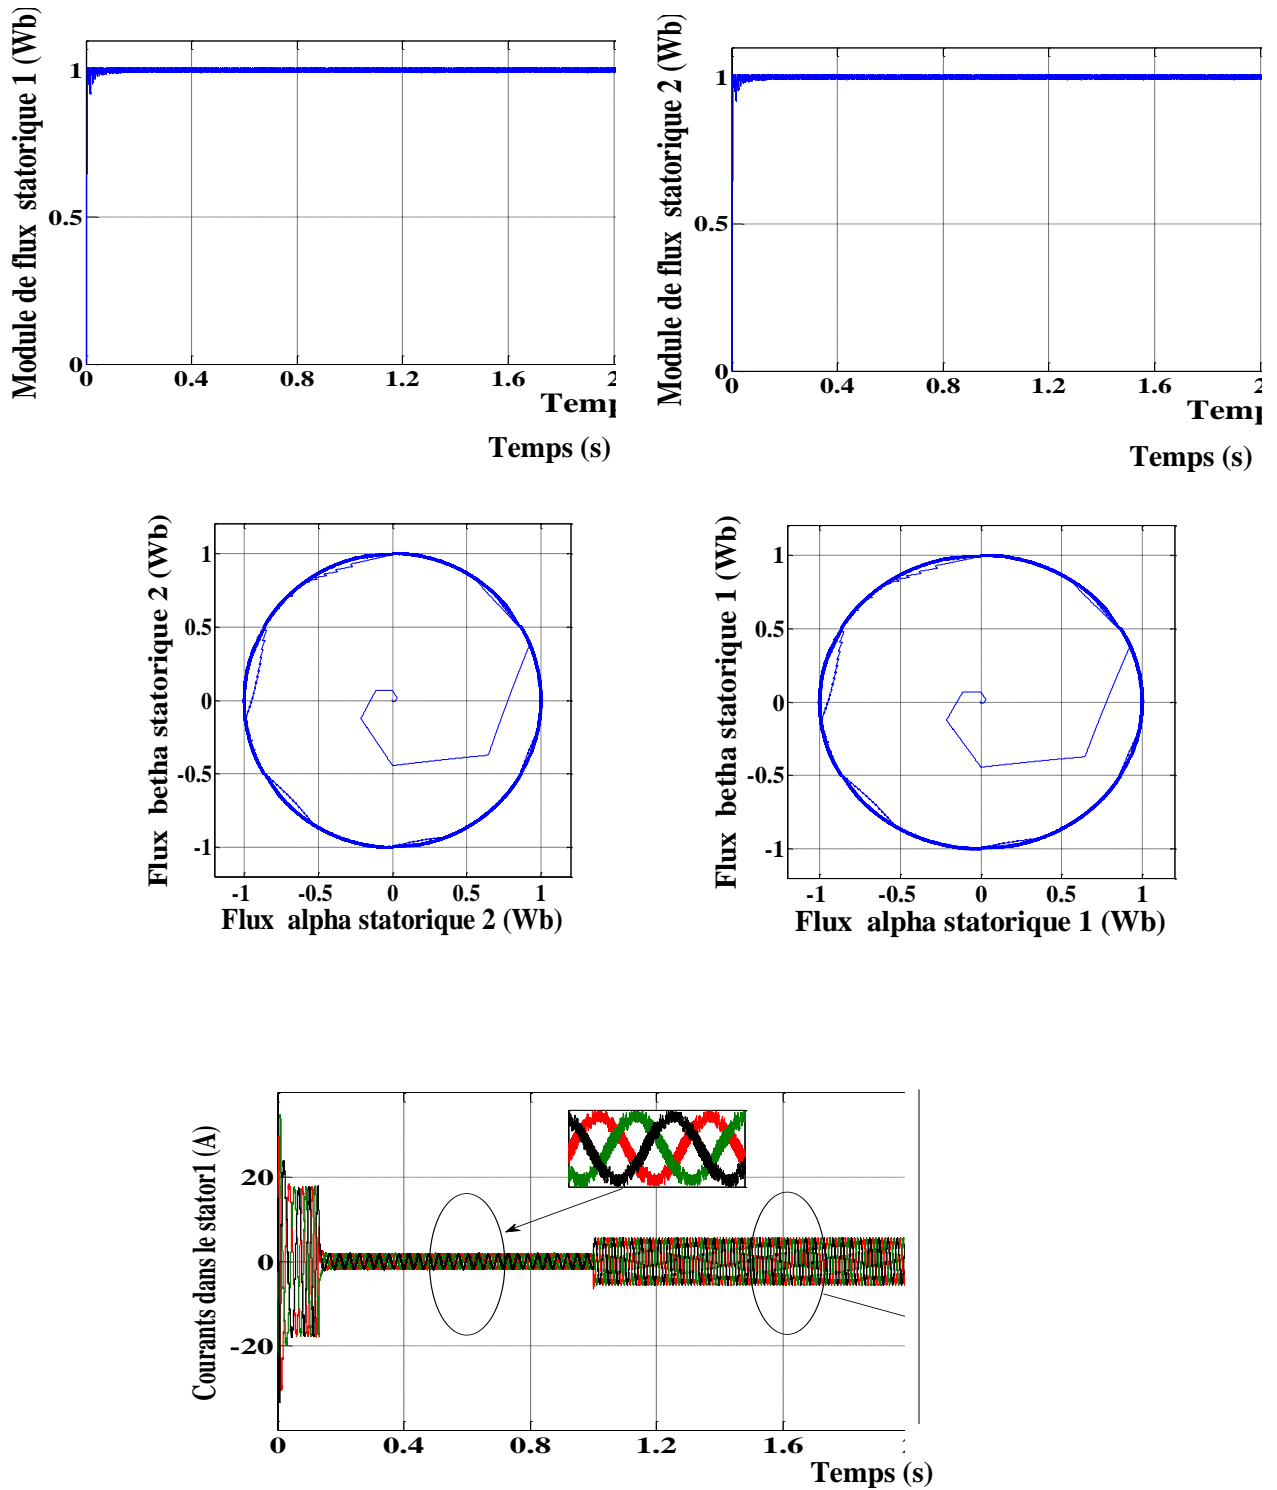 Module de flux statorique 1 (Wb)
1
0.5
0
0 0.4 0.8 1.2 1.6 2
Temp
Temps (s)
Module de flux statorique 2 (Wb)
1
0.5
0
0 0.4 0.8 1.2 1.6 2
Temp
Temps (s)
Flux betha statorique 2 (Wb)
1
0.5
0
-0.5
-1
-1 -0.5 0 0.5 1
Flux alpha statorique 2 (Wb)
Flux betha statorique 1 (Wb)
1
0.5
0
-0.5
-1
-1 -0.5 0 0.5 1
Flux alpha statorique 1 (Wb)
Courants dans le stator1 (A)
20
0
-20
0 0.4 0.8 1.2 1.6
Temps (s)